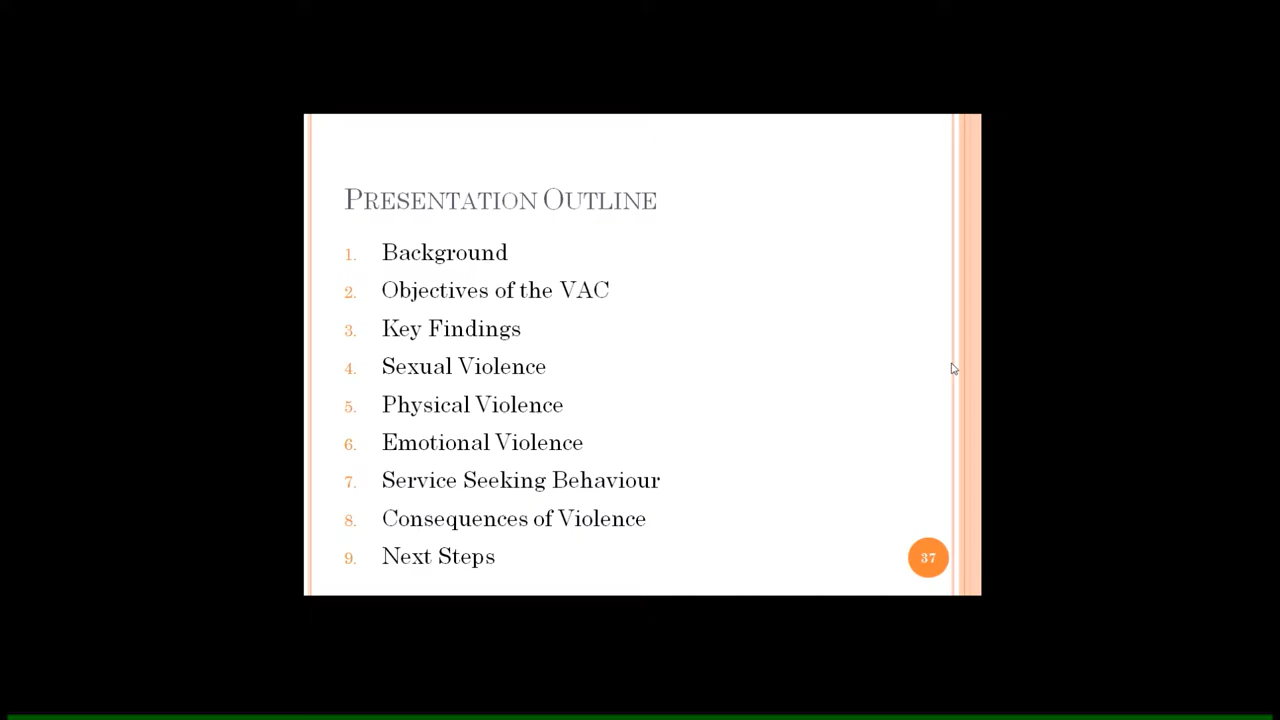 PRESENTATION OUTLINE
1. Background
2. Objectives of the VAC
3. Key Findings
4. Sexual Violence
5. Physical Violence
6. Emotional Violence
7. Service Seeking Behaviour
8. Consequences of Violence
9. Next Steps
37